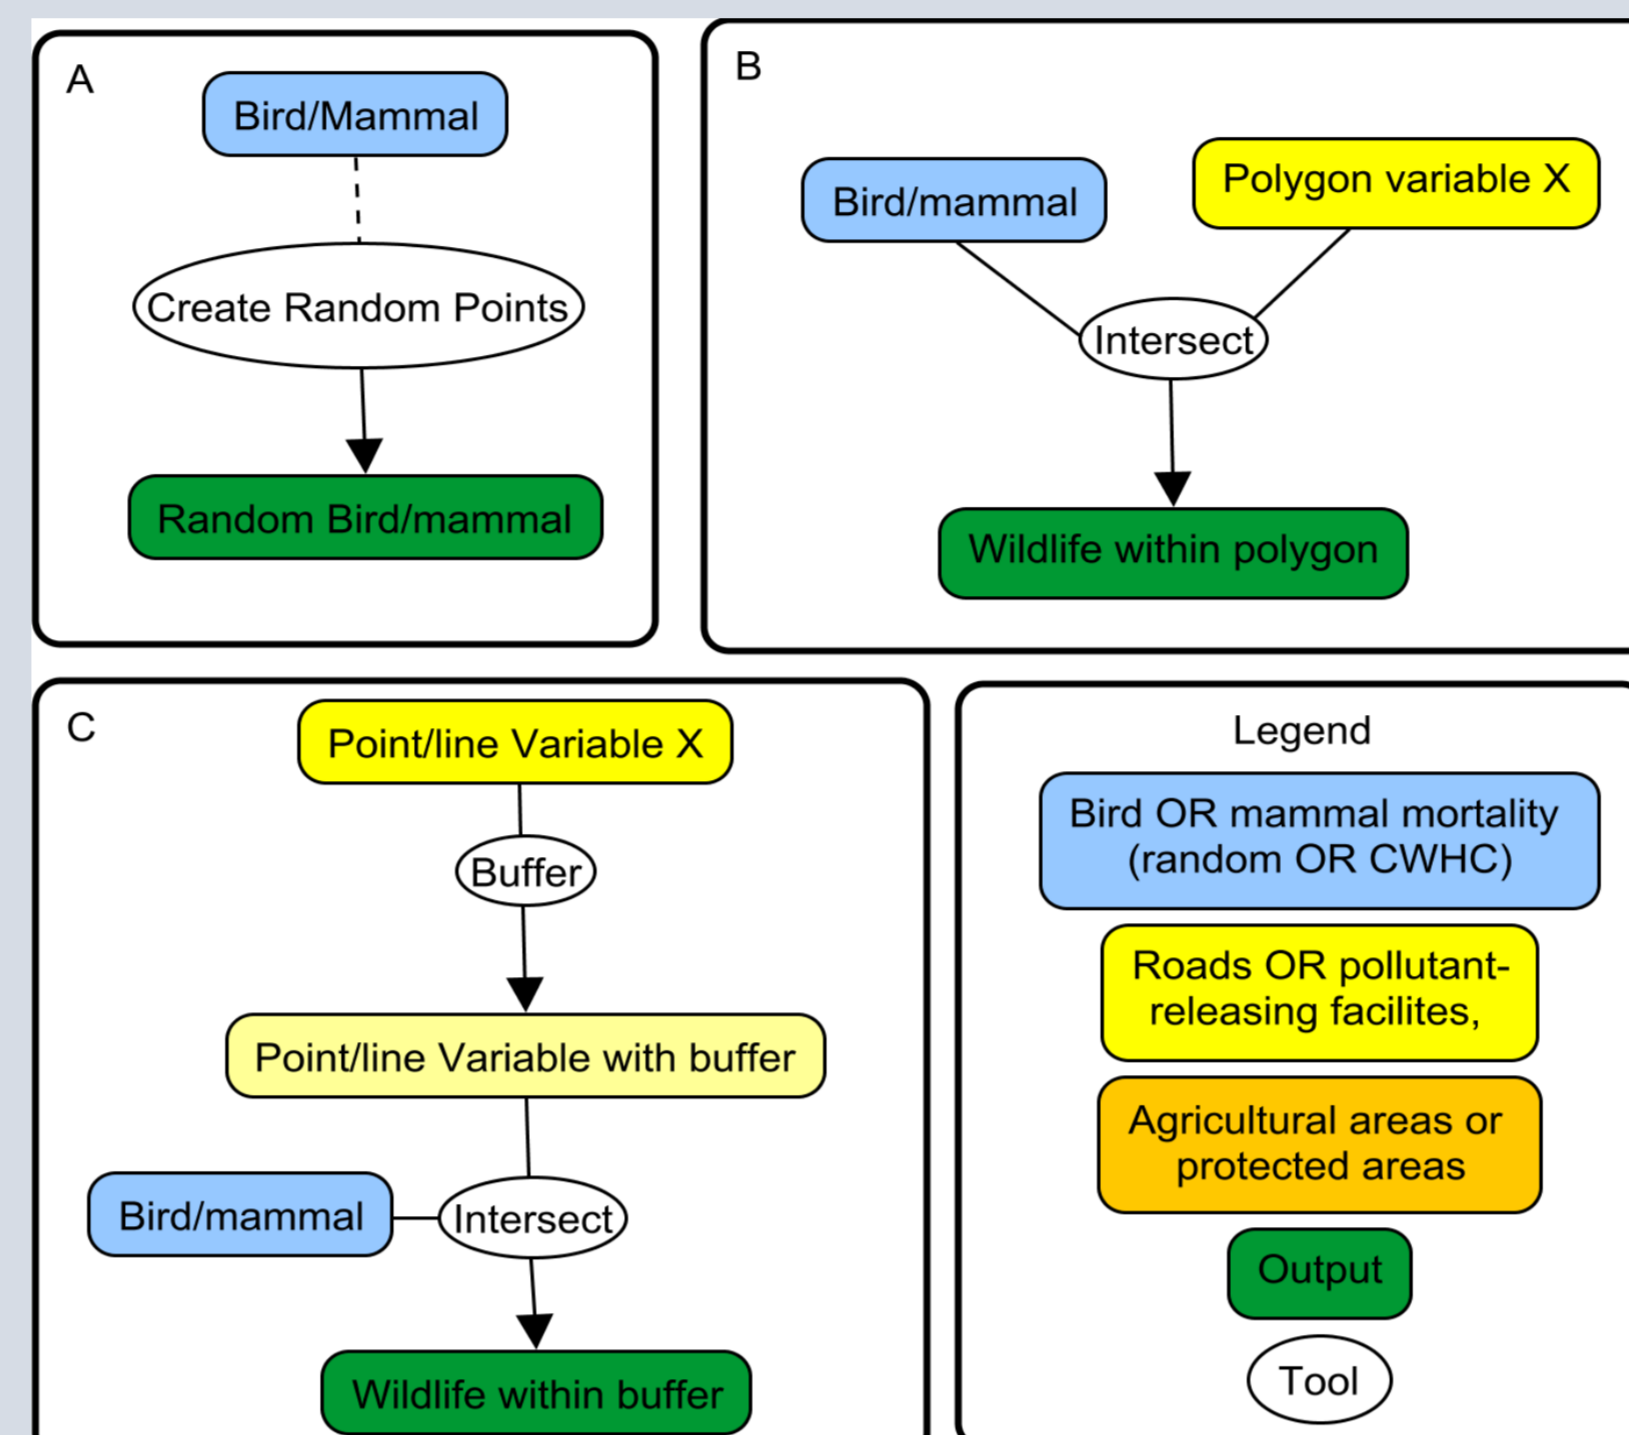 A
Bird/Mammal
Create Random Points
Random Bird/mammal
B
Bird/mammal
Polygon variable X
Intersect
Wildlife within polygon
C
Point/line Variable X
Buffer
Point/line Variable with buffer
Bird/mammal
Intersect
Wildlife within buffer
Legend
Bird OR mammal mortality
(random OR CWHC)
Roads OR pollutant-
releasing facilites,
Agricultural areas or
protected areas
Output
Tool